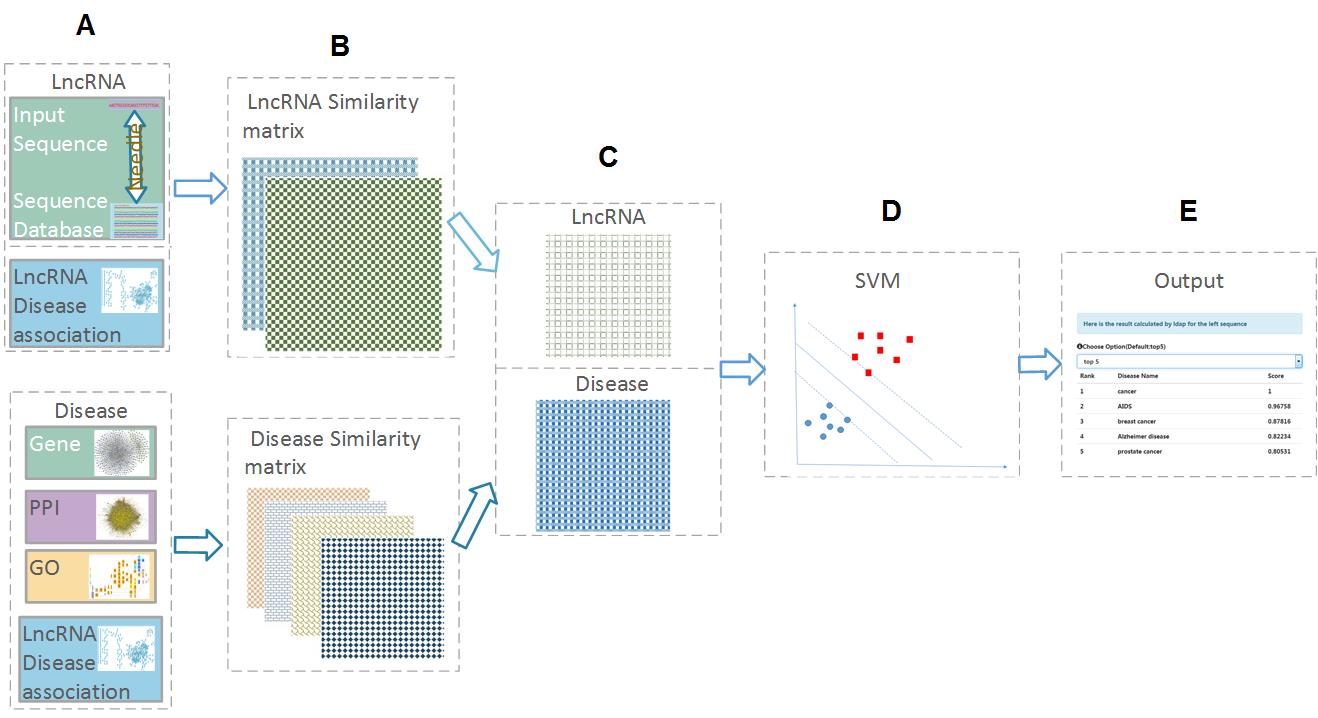 A
LncRNA
Input
Sequence
Needle
Sequence
Database
LncRNA
Disease
association
Disease
Gene
PPI
GO
LncRNA
Disease
association
B
LncRNA Similarity
matrix
Disease Similarity
matrix
C
LncRNA
Disease
D
SVM
E
Output
Here is the result calculated by ldap for the left sequence
Choose Option(Default:top5)
top 5
Rank Disease Name Score
1 cancer 1
2 AIDS 0.96758
3 breast cancer 0.87816
4 Alzheimer disease 0.82234
5 prostate cancer 0.80531